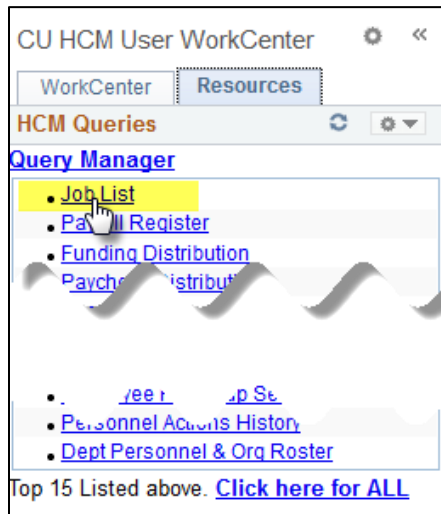 CU HCM User WorkCenter
WorkCenter Resources
HCM Queries
Query Manager
Job List
Register
Funding Distribution
Personnel Actions History
Dept Personnel & Org Roster
Top 15 Listed above. Click here for ALL